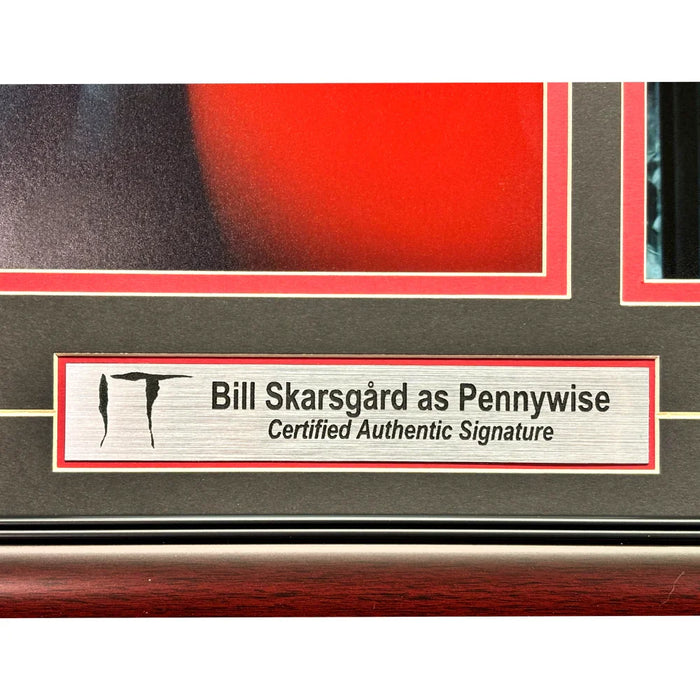 IT
Bill Skarsgård as Pennywise
Certified Authentic Signature